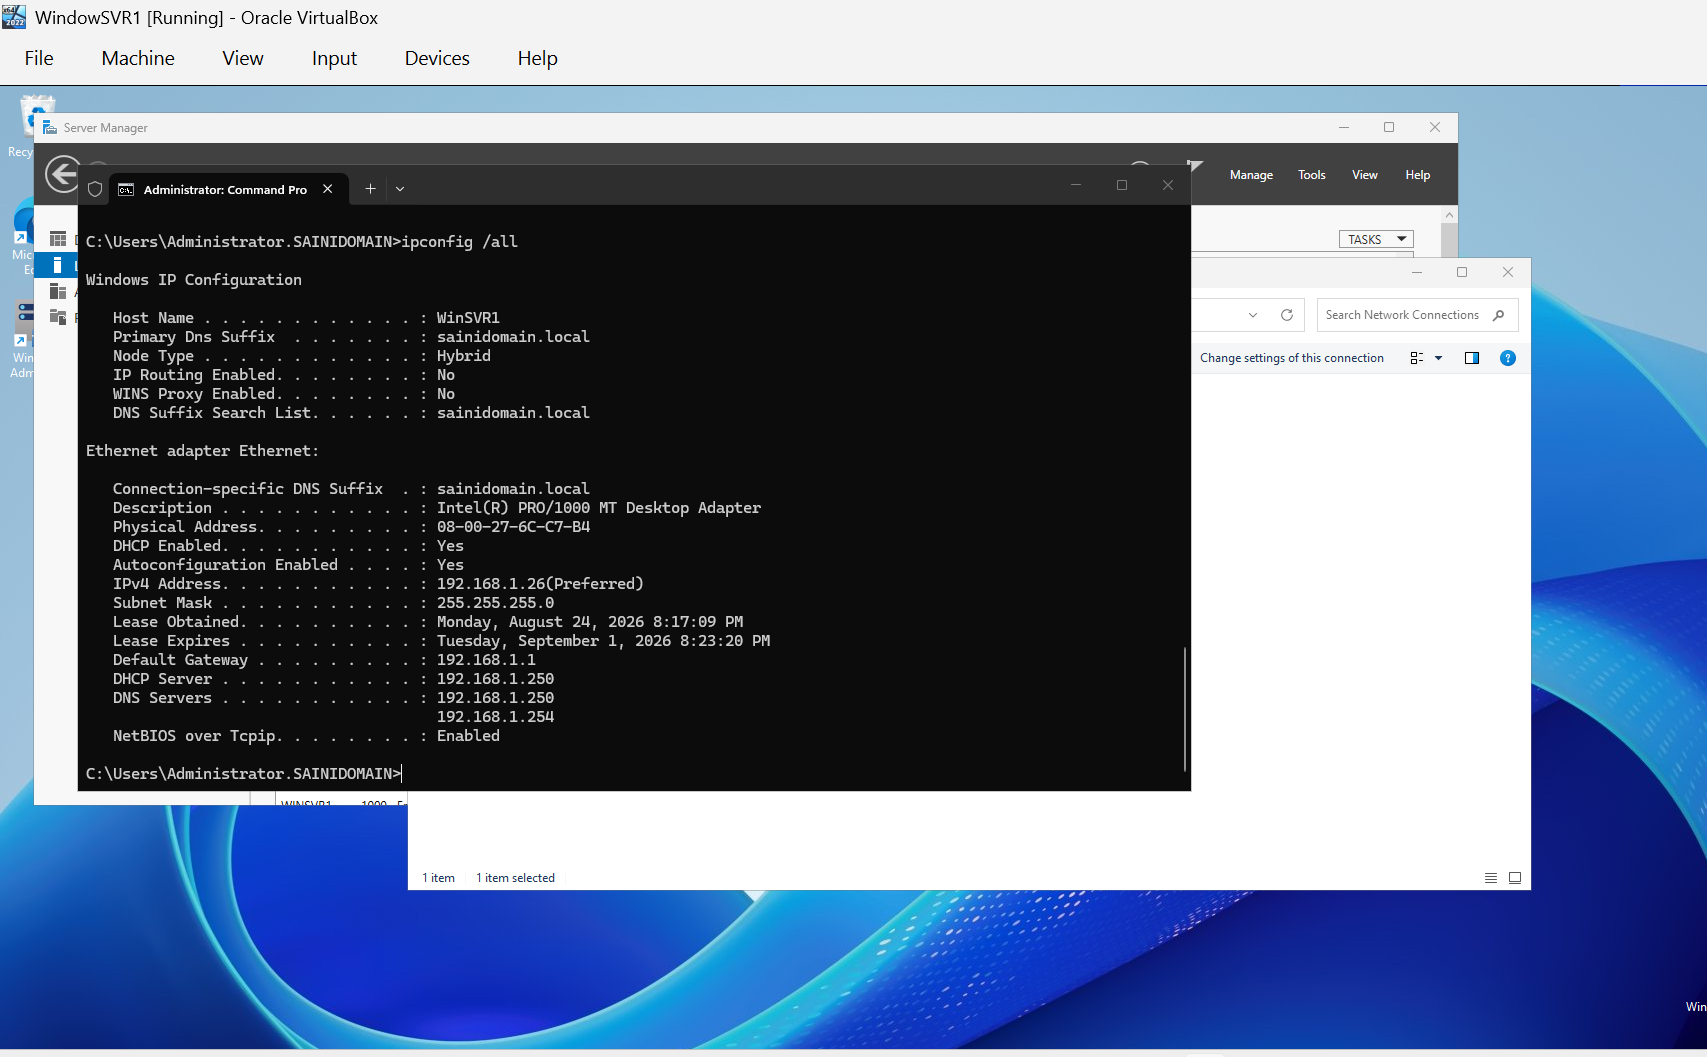 WindowSVR1 [Running] - Oracle VirtualBox
File Machine View Input Devices Help
Server Manager
Manage Tools View Help
Administrator: Command Pro
TASKS
C:\Users\Administrator.SAINIDOMAIN>ipconfig /all
Windows IP Configuration
Host Name . . . . . . . . . . . . : WinSVR1
Primary Dns Suffix  . . . . . . . : sainidomain.local
Node Type . . . . . . . . . . . . : Hybrid
IP Routing Enabled. . . . . . . . : No
WINS Proxy Enabled. . . . . . . . : No
DNS Suffix Search List. . . . . . : sainidomain.local
Ethernet adapter Ethernet:
Connection-specific DNS Suffix  . : sainidomain.local
Description . . . . . . . . . . . : Intel(R) PRO/1000 MT Desktop Adapter
Physical Address. . . . . . . . . : 08-00-27-6C-C7-B4
DHCP Enabled. . . . . . . . . . . : Yes
Autoconfiguration Enabled . . . . : Yes
IPv4 Address. . . . . . . . . . . : 192.168.1.26(Preferred)
Subnet Mask . . . . . . . . . . . : 255.255.255.0
Lease Obtained. . . . . . . . . . : Monday, August 24, 2026 8:17:09 PM
Lease Expires . . . . . . . . . . : Tuesday, September 1, 2026 8:23:20 PM
Default Gateway . . . . . . . . . : 192.168.1.1
DHCP Server . . . . . . . . . . . : 192.168.1.250
DNS Servers . . . . . . . . . . . : 192.168.1.250
192.168.1.254
NetBIOS over Tcpip. . . . . . . . : Enabled
C:\Users\Administrator.SAINIDOMAIN>
Search Network Connections
Change settings of this connection
WINSVR1 1000
1 item 1 item selected
Recy
Mic
Ec
Win
Adm
Win